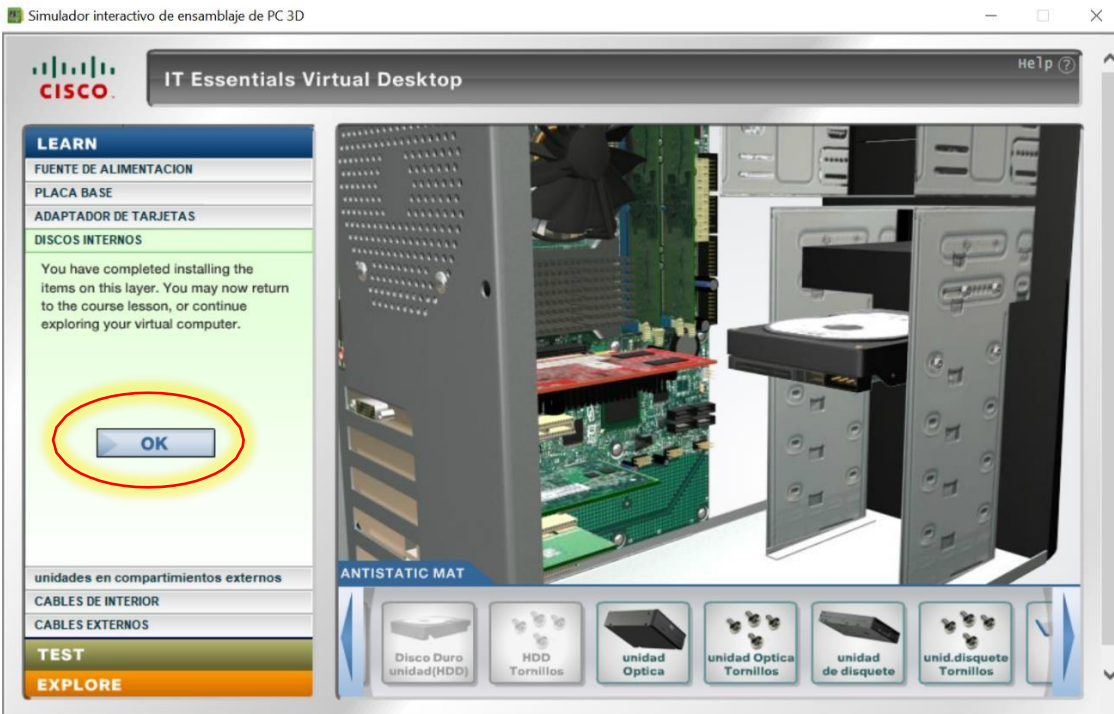 Simulador interactivo de ensamblaje de PC 3D
CISCO
IT Essentials Virtual Desktop
Help ?
LEARN
FUENTE DE ALIMENTACION
PLACA BASE
ADAPTADOR DE TARJETAS
DISCOS INTERNOS
You have completed installing the
items on this layer. You may now return
to the course lesson, or continue
exploring your virtual computer.
OK
unidades en compartimientos externos
CABLES DE INTERIOR
CABLES EXTERNOS
TEST
EXPLORE
ANTISTATIC MAT
Disco Duro
unidad(HDD)
HDD
Tornillos
unidad
Optica
unidad Optica
Tornillos
unidad
de disquete
unid.disquete
Tornillos